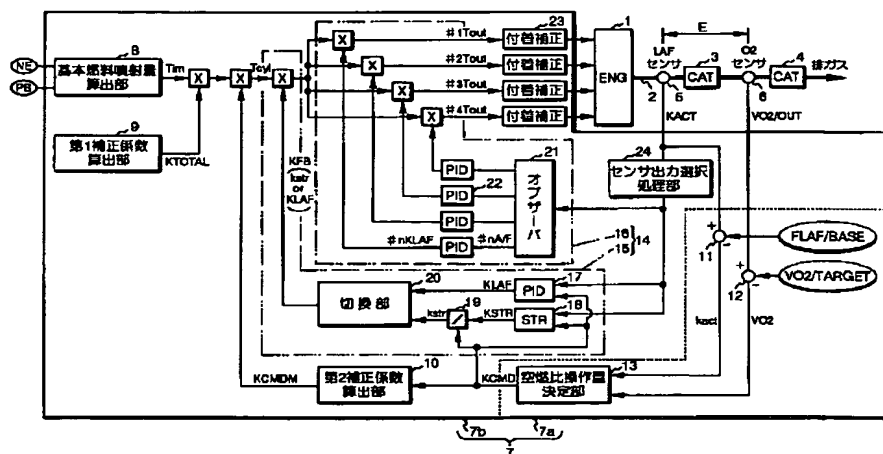 E
NE
PB
8
基本燃料噴射量
算出部
Tim
X
X
Tcyl
X
9
第1補正係数
算出部
KTOTAL
KFB
(kstr
or
KLAF)
X
#1Tout
23
付着補正
X
#2Tout
付着補正
X
#3Tout
付着補正
X
#4Tout
付着補正
1
ENG
2
LAF
センサ
5
3
CAT
O2
センサ
6
4
CAT
排ガス
KACT
VO2/OUT
24
センサ出力選択
処理部
21
オブザーバ
PID
PID
22
PID
PID
#nKLAF
#nA/F
16
15
14
+
-
11
FLAF/BASE
+
-
12
VO2/TARGET
20
切換部
KLAF
17
PID
19
kstr
KSTR
18
STR
kact
VO2
10
第2補正係数
算出部
KCMDM
KCMD
13
空燃比操作量
決定部
7b
7a
7